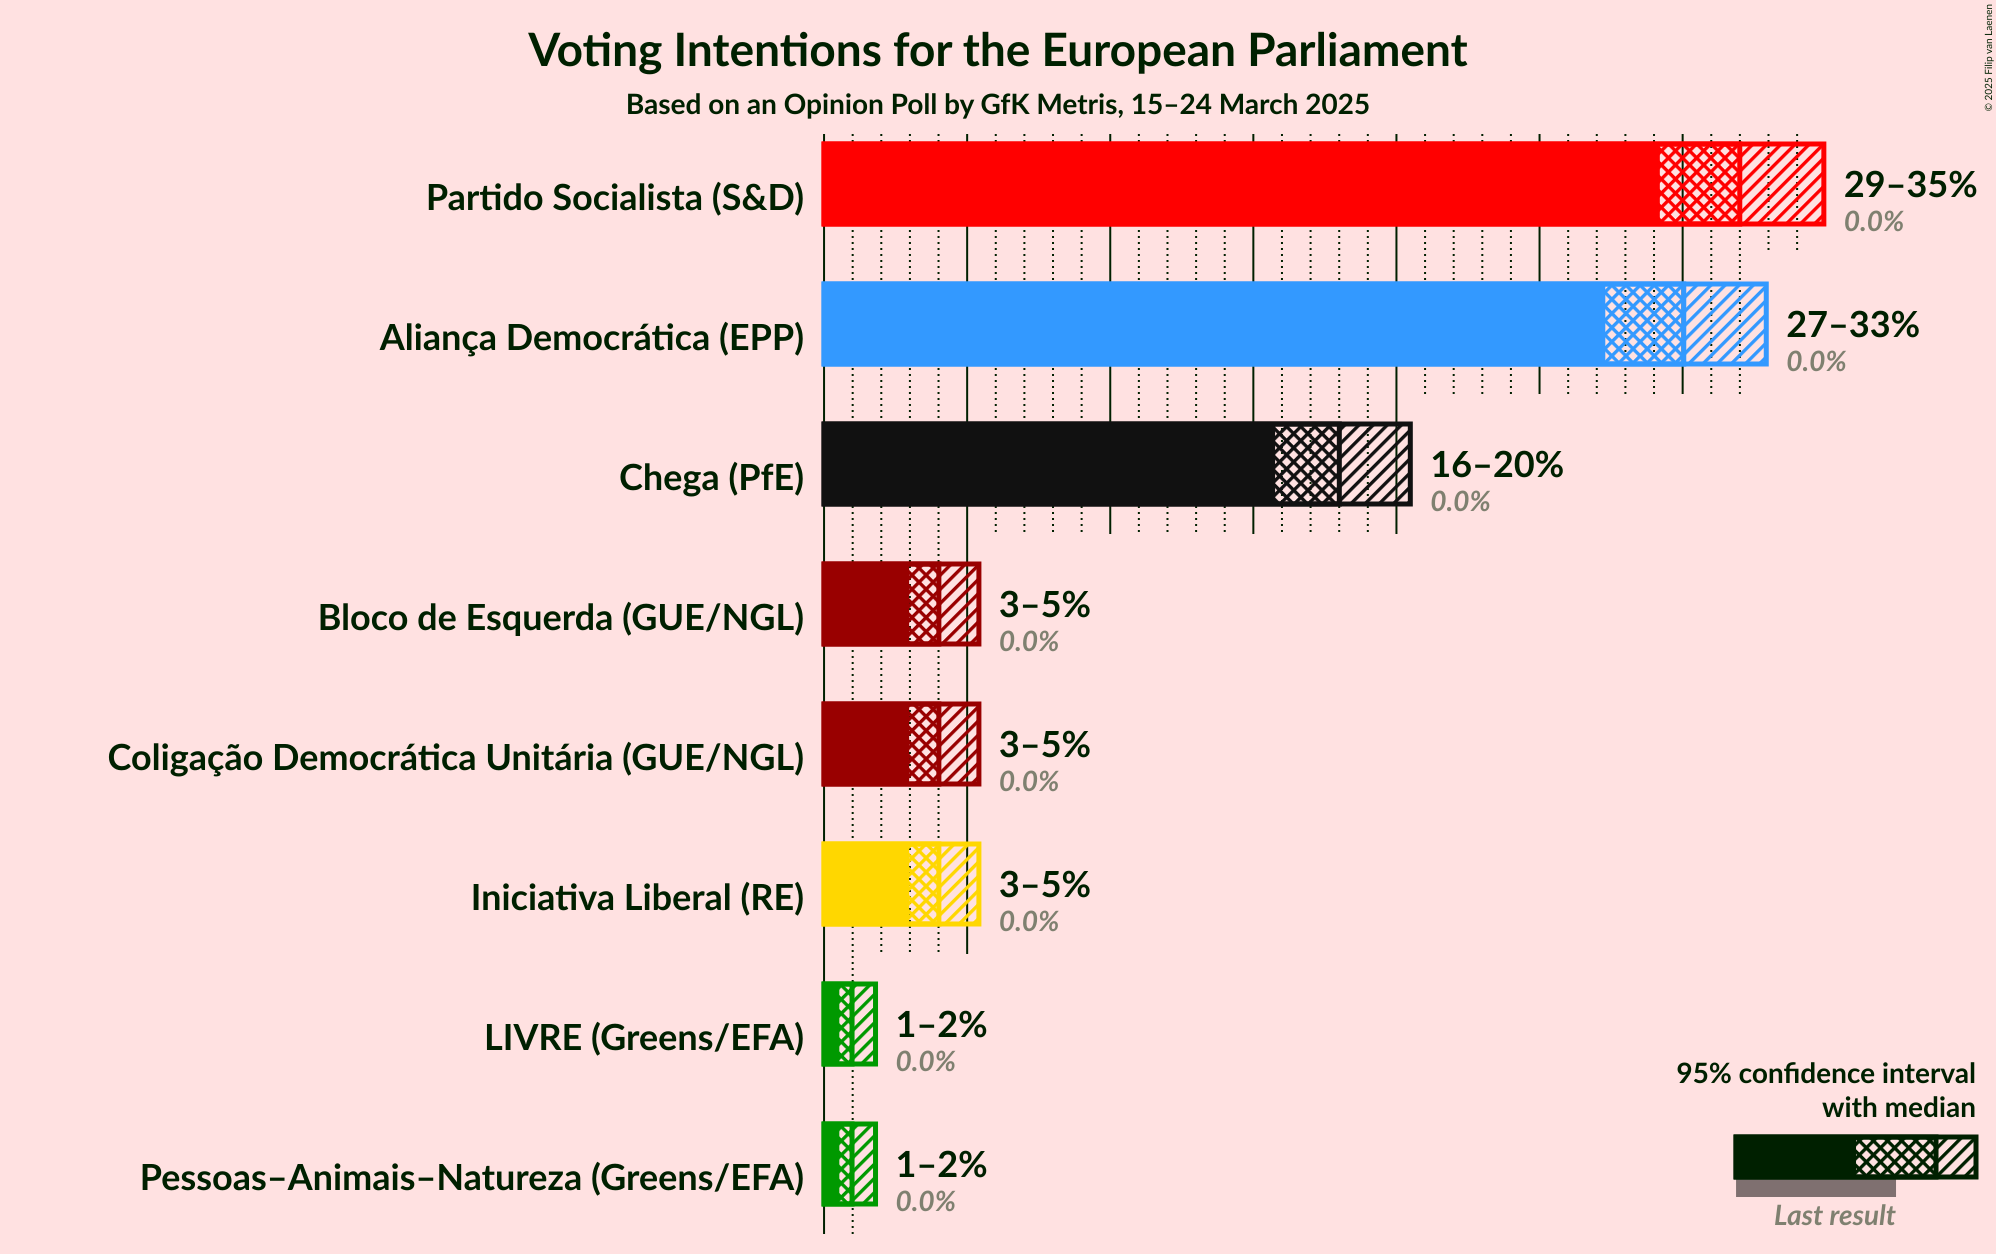 Voting Intentions for the European Parliament
Based on an Opinion Poll by GfK Metris, 15–24 March 2025
© 2025 Filip van Laenen
Partido Socialista (S&D)
29–35%
0.0%
Aliança Democrática (EPP)
27–33%
0.0%
Chega (PfE)
16–20%
0.0%
Bloco de Esquerda (GUE/NGL)
3–5%
0.0%
Coligação Democrática Unitária (GUE/NGL)
3–5%
0.0%
Iniciativa Liberal (RE)
3–5%
0.0%
LIVRE (Greens/EFA)
1–2%
0.0%
Pessoas–Animais–Natureza (Greens/EFA)
1–2%
0.0%
95% confidence interval
with median
Last result